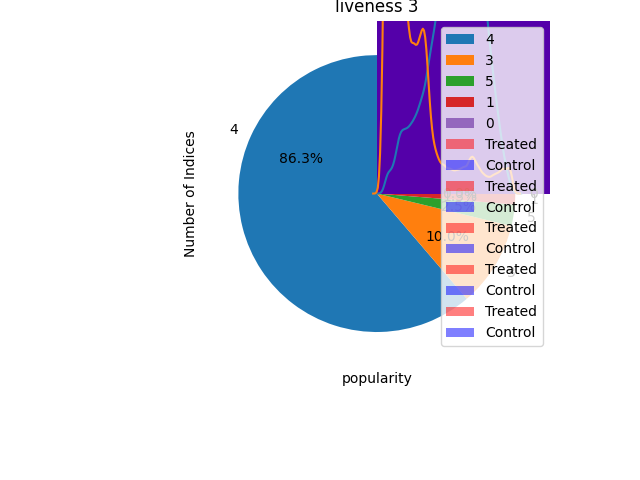 liveness 3
Number of Indices
4
86.3%
10.0%
popularity
4
3
5
1
0
Treated
Control
Treated
Control
Treated
Control
Treated
Control
Treated
Control